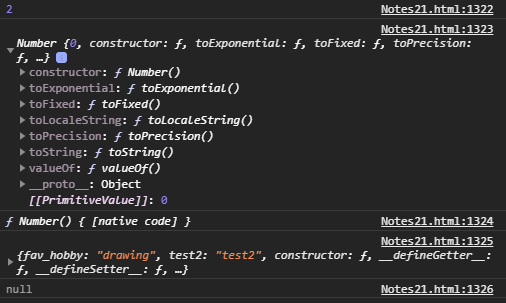 2 Notes21.html:1322
Notes21.html:1323
Number {0, constructor: ƒ, toExponential: ƒ, toFixed: ƒ, toPrecision:
ƒ, …} i
constructor: ƒ Number()
toExponential: ƒ toExponential()
toFixed: ƒ toFixed()
toLocaleString: ƒ toLocaleString()
toPrecision: ƒ toPrecision()
toString: ƒ toString()
valueOf: ƒ valueOf()
__proto__: Object
[[PrimitiveValue]]: 0
ƒ Number() { [native code] } Notes21.html:1324
Notes21.html:1325
{fav_hobby: "drawing", test2: "test2", constructor: ƒ, __defineGetter__:
ƒ, __defineSetter__: ƒ, …}
null Notes21.html:1326